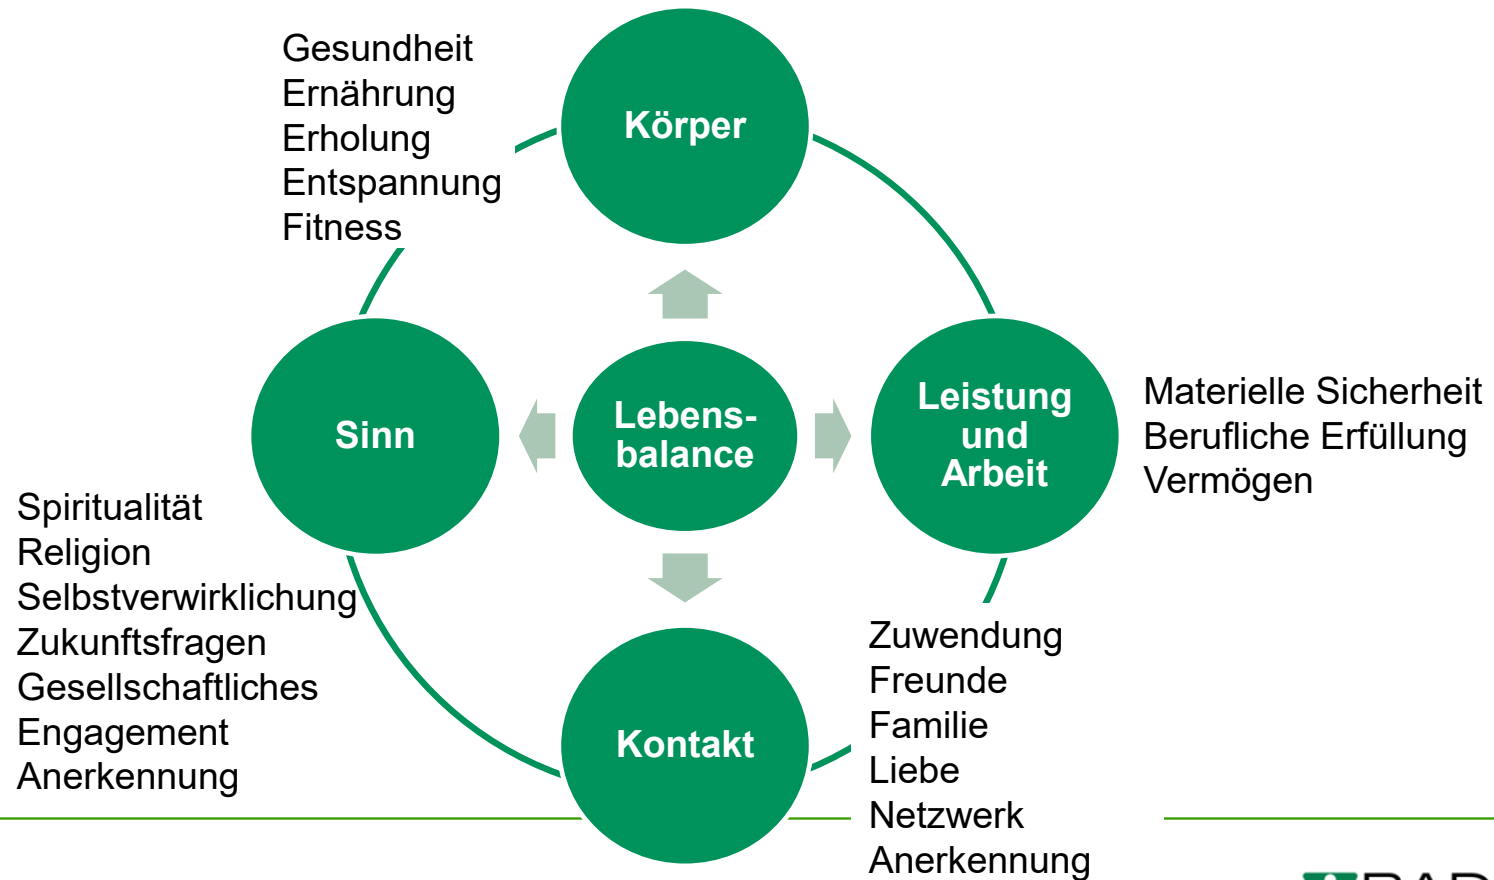 Gesundheit
Ernährung
Erholung
Entspannung
Fitness
Körper
Sinn
Lebens-
balance
Leistung
und
Arbeit
Materielle Sicherheit
Berufliche Erfüllung
Vermögen
Spiritualität
Religion
Selbstverwirklichung
Zukunftsfragen
Gesellschaftliches
Engagement
Anerkennung
Kontakt
Zuwendung
Freunde
Familie
Liebe
Netzwerk
Anerkennung